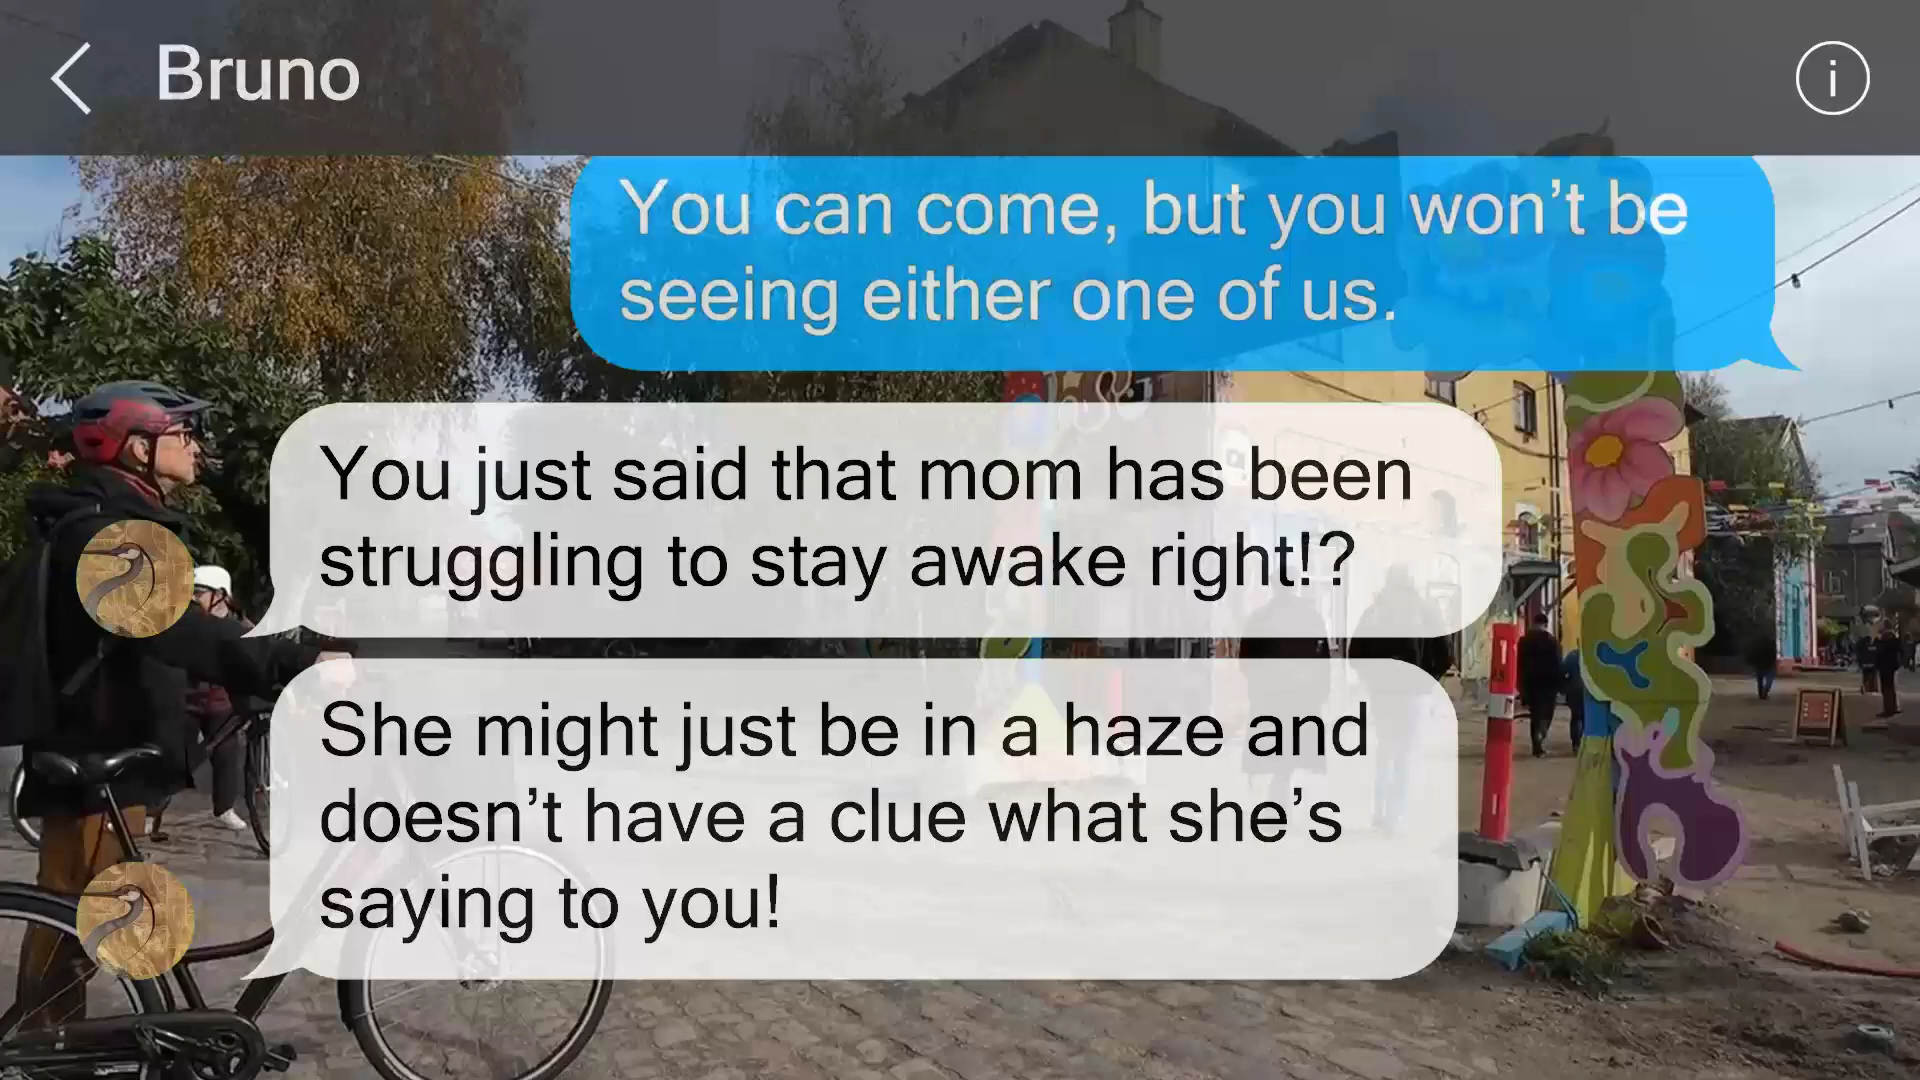 Bruno
You can come, but you won’t be
seeing either one of us.
You just said that mom has been
struggling to stay awake right!?
She might just be in a haze and
doesn’t have a clue what she’s
saying to you!